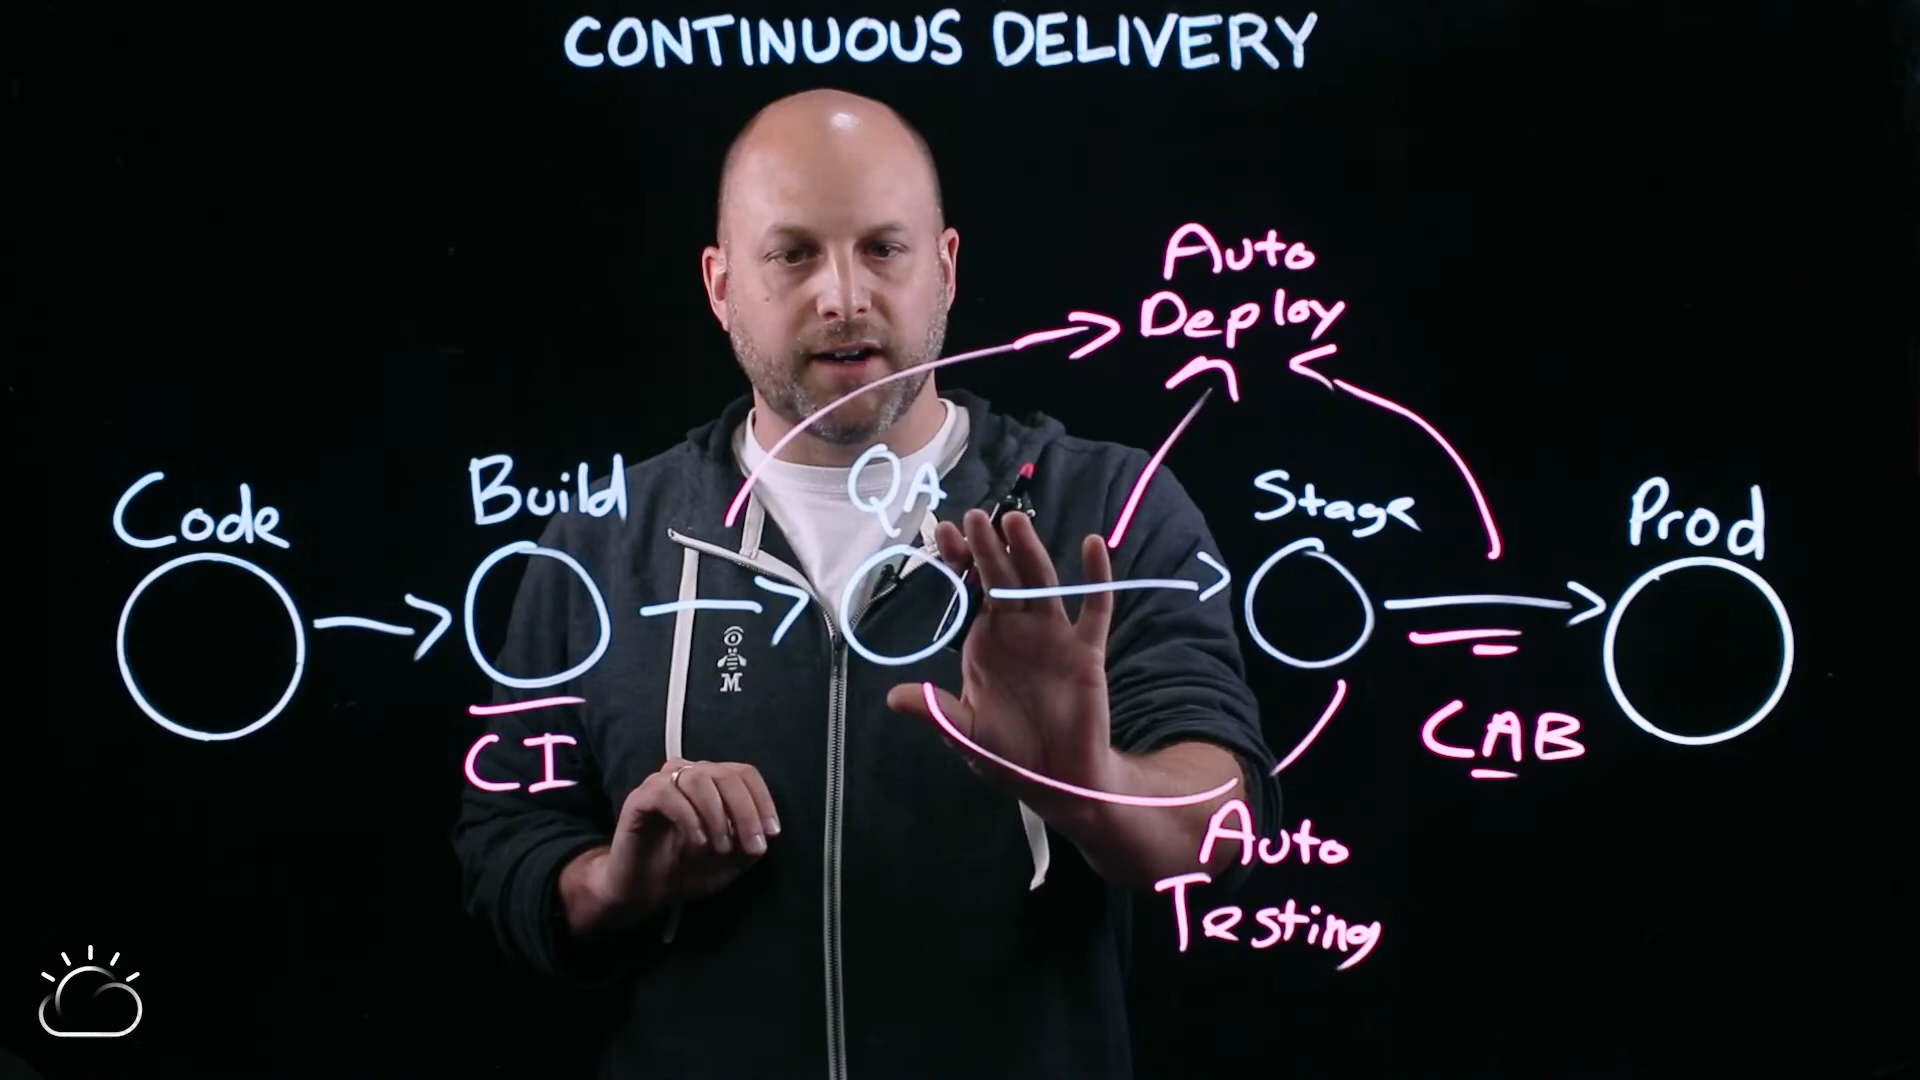 CONTINUOUS DELIVERY
Auto
Deploy
Code
Build
QA
Stage
Prod
M
CI
CAB
Auto
Testing